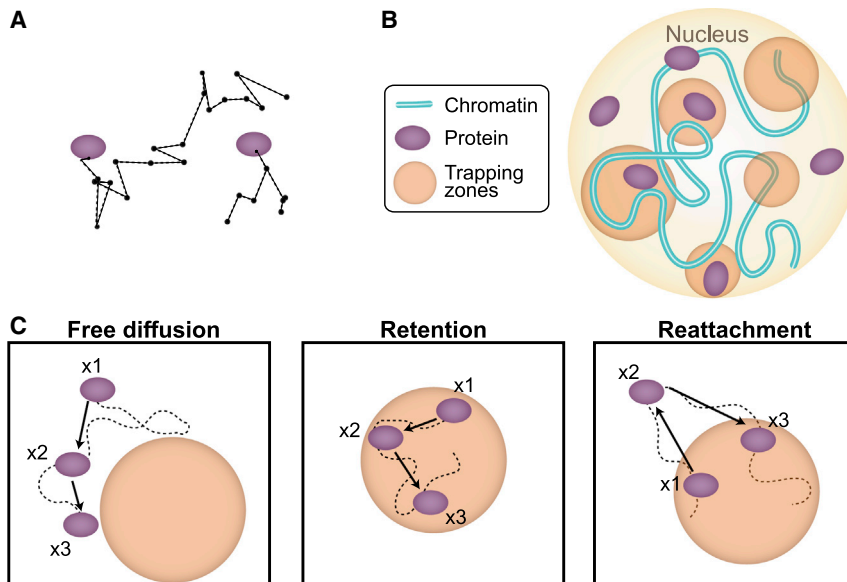 A
B
Nucleus
Chromatin
Protein
Trapping
zones
C
Free diffusion
Retention
Reattachment
x1
x2
x3
x1
x2
x3
x2
x3
x1